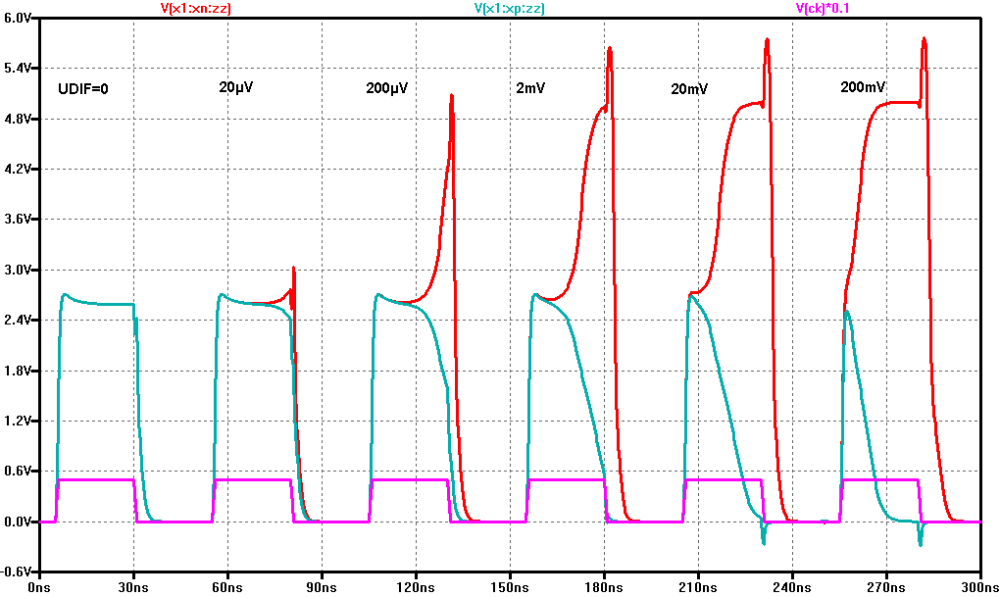 V(x1:xn:zz) V(x1:xp:zz) V(ck)*0.1
6.0V
5.4V
UDIF=0 20µV 200µV 2mV 20mV 200mV
4.8V
4.2V
3.6V
3.0V
2.4V
1.8V
1.2V
0.6V
0.0V
-0.6V
0ns 30ns 60ns 90ns 120ns 150ns 180ns 210ns 240ns 270ns 300ns